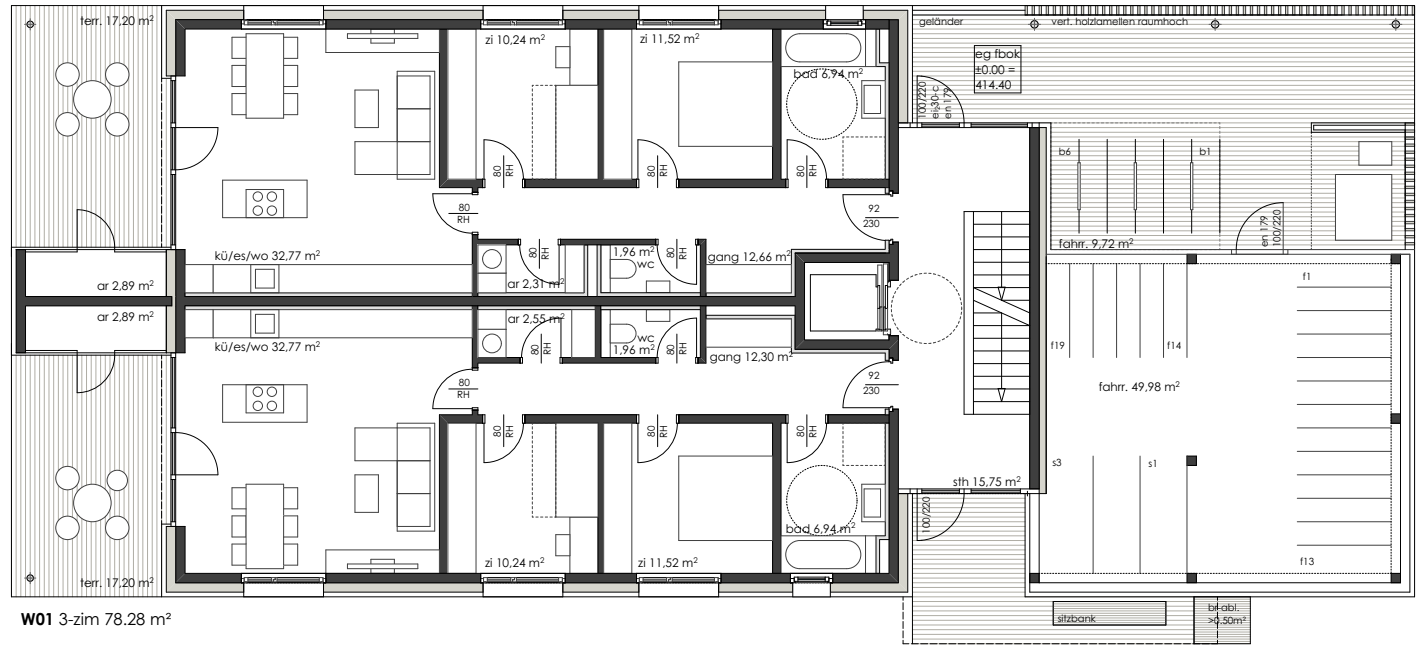 terr. 17,20 m²
zi 10,24 m²
zi 11,52 m²
bad 6,94 m²
geländer
vert. holzlamellen raumhoch
eg fbok
±0.00 =
414.40
100/220
ei₂30-c
en 179
80
RH
80
RH
80
RH
b6
b1
80
RH
92
230
en 179
100/220
fahrr. 9,72 m²
kü/es/wo 32,77 m²
80
RH
1,96 m²
wc
80
RH
gang 12,66 m²
ar 2,89 m²
ar 2,31 m²
f1
ar 2,89 m²
ar 2,55 m²
kü/es/wo 32,77 m²
80
RH
wc
1,96 m²
80
RH
gang 12,30 m²
f19
f14
80
RH
92
230
fahrr. 49,98 m²
80
RH
80
RH
80
RH
s3
s1
sth 15,75 m²
100/220
bad 6,94 m²
zi 10,24 m²
zi 11,52 m²
f13
terr. 17,20 m²
W01 3-zim 78.28 m²
sitzbank
br-abl.
>0.50m²